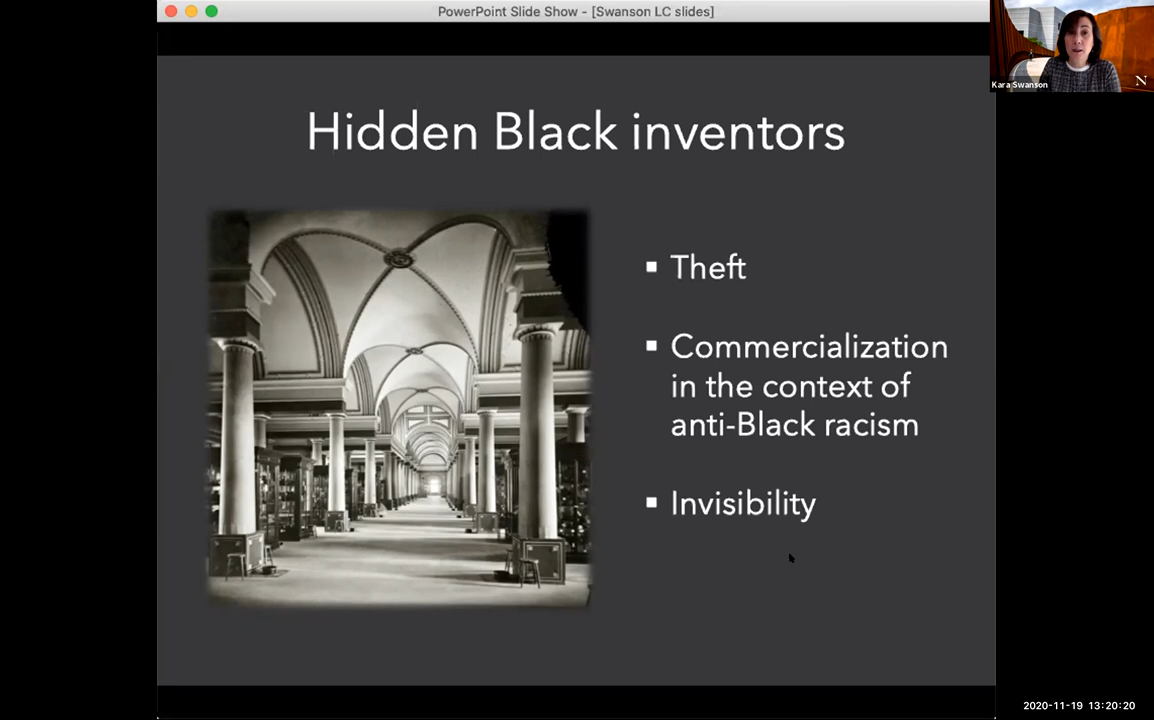 PowerPoint Slide Show - [Swanson LC slides]
Kara Swanson
N
Hidden Black inventors
Theft
Commercialization
in the context of
anti-Black racism
Invisibility
2020-11-19 13:20:20